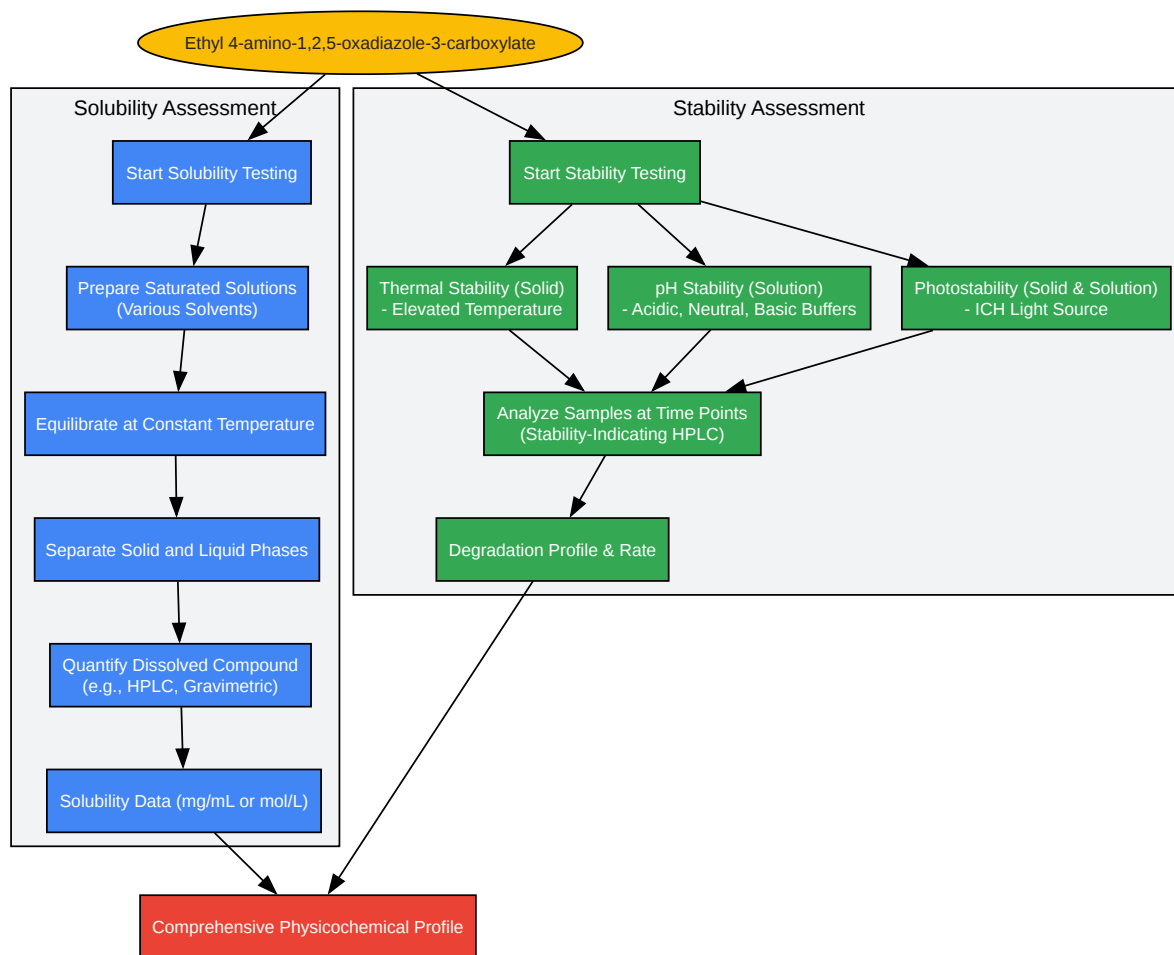 Ethyl 4-amino-1,2,5-oxadiazole-3-carboxylate
Solubility Assessment
Start Solubility Testing
Prepare Saturated Solutions
(Various Solvents)
Equilibrate at Constant Temperature
Separate Solid and Liquid Phases
Quantify Dissolved Compound
(e.g., HPLC, Gravimetric)
Solubility Data (mg/mL or mol/L)
Stability Assessment
Start Stability Testing
Thermal Stability (Solid)
- Elevated Temperature
pH Stability (Solution)
- Acidic, Neutral, Basic Buffers
Photostability (Solid & Solution)
- ICH Light Source
Analyze Samples at Time Points
(Stability-Indicating HPLC)
Degradation Profile & Rate
Comprehensive Physicochemical Profile